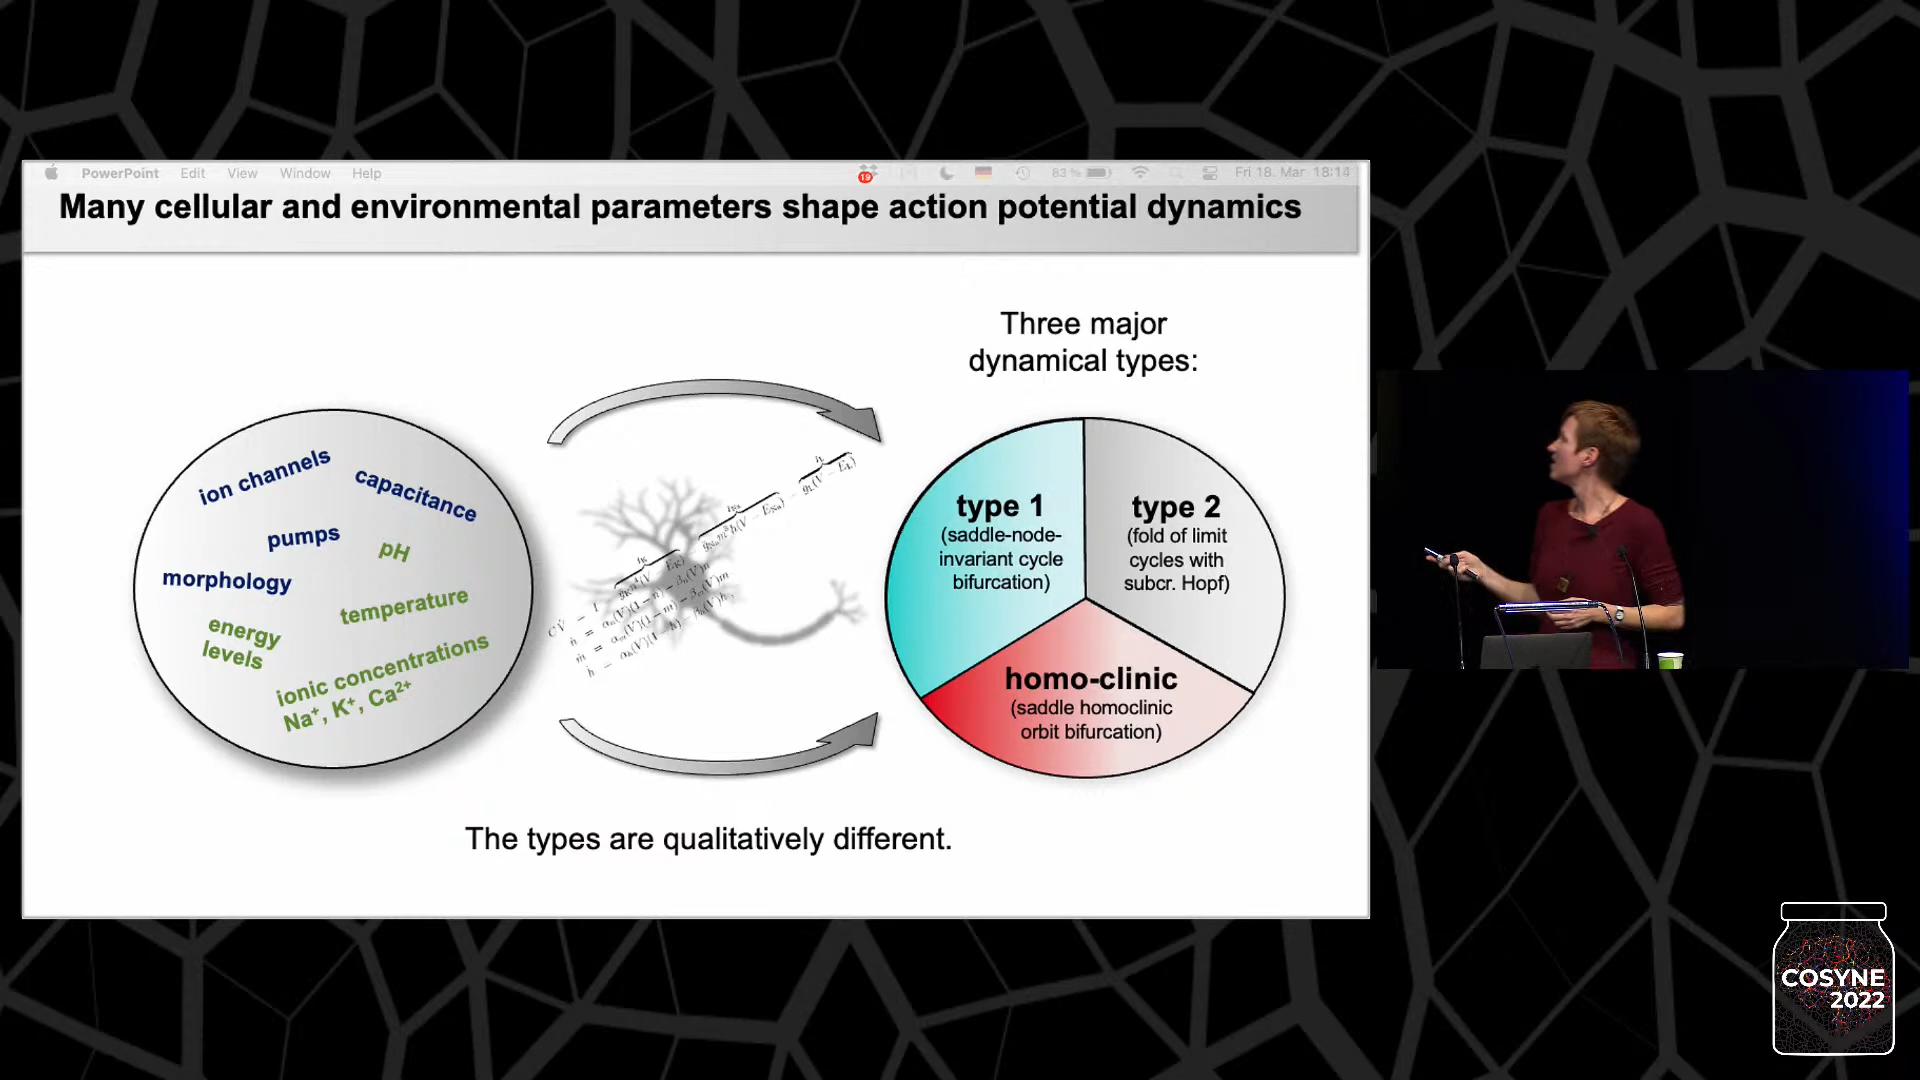 PowerPoint Edit View Window Help 19 83 % Fri 18. Mar 18:14
Many cellular and environmental parameters shape action potential dynamics
Three major
dynamical types:
ion channels
capacitance
pumps
pH
morphology
temperature
energy
levels
ionic concentrations
Na⁺, K⁺, Ca²⁺
type 1
(saddle-node-
invariant cycle
bifurcation)
type 2
(fold of limit
cycles with
subcr. Hopf)
homo-clinic
(saddle homoclinic
orbit bifurcation)
The types are qualitatively different.
COSYNE
2022